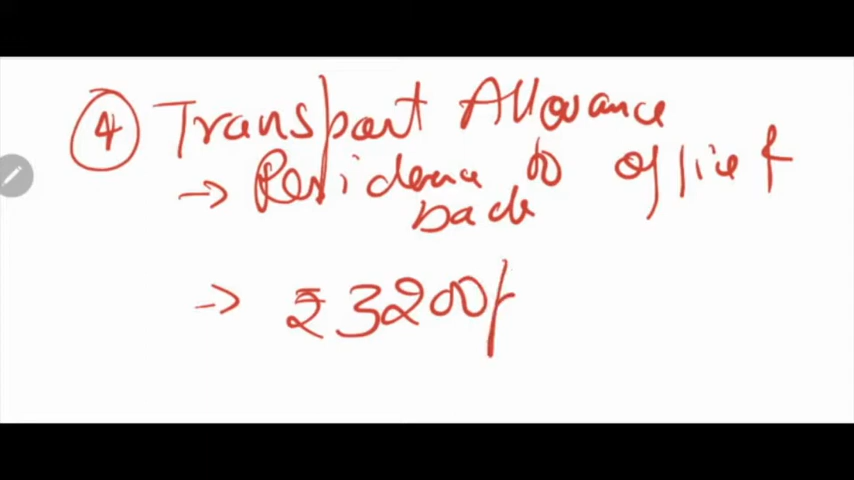 ④ Transport Allowance
→ Residence to office &
back
→ ₹3200/